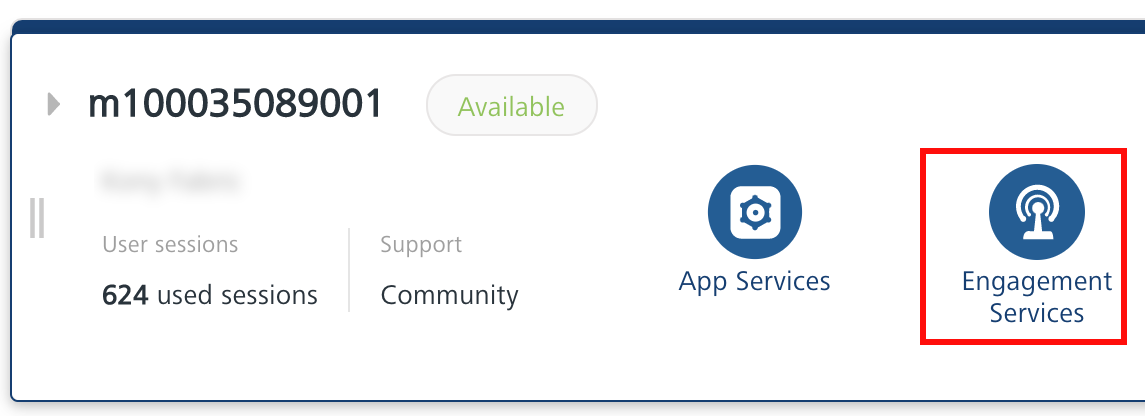 m100035089001
Available
User sessions
624 used sessions
Support
Community
App Services
Engagement
Services